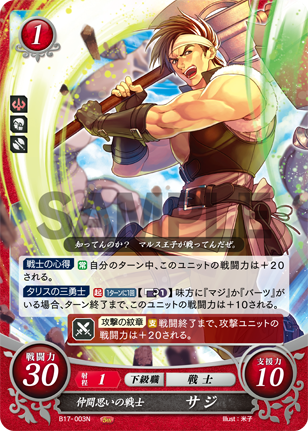 1
SAMPLE
知ってんのか? マルス王子が戦ってんだぜ。
戦士の心得 常 自分のターン中、このユニットの戦闘力は+20
される。
タリスの三勇士 起 1ターンに1回 【1】味方に『マジ』か『バーツ』が
いる場合、ターン終了まで、このユニットの戦闘力は+10される。
攻撃の紋章 支 戦闘終了まで、攻撃ユニットの
戦闘力は+20される。
戦闘力
30
射程 1 下級職 戦士
支援力
10
仲間思いの戦士 サジ
B17-003N
Illust:米子